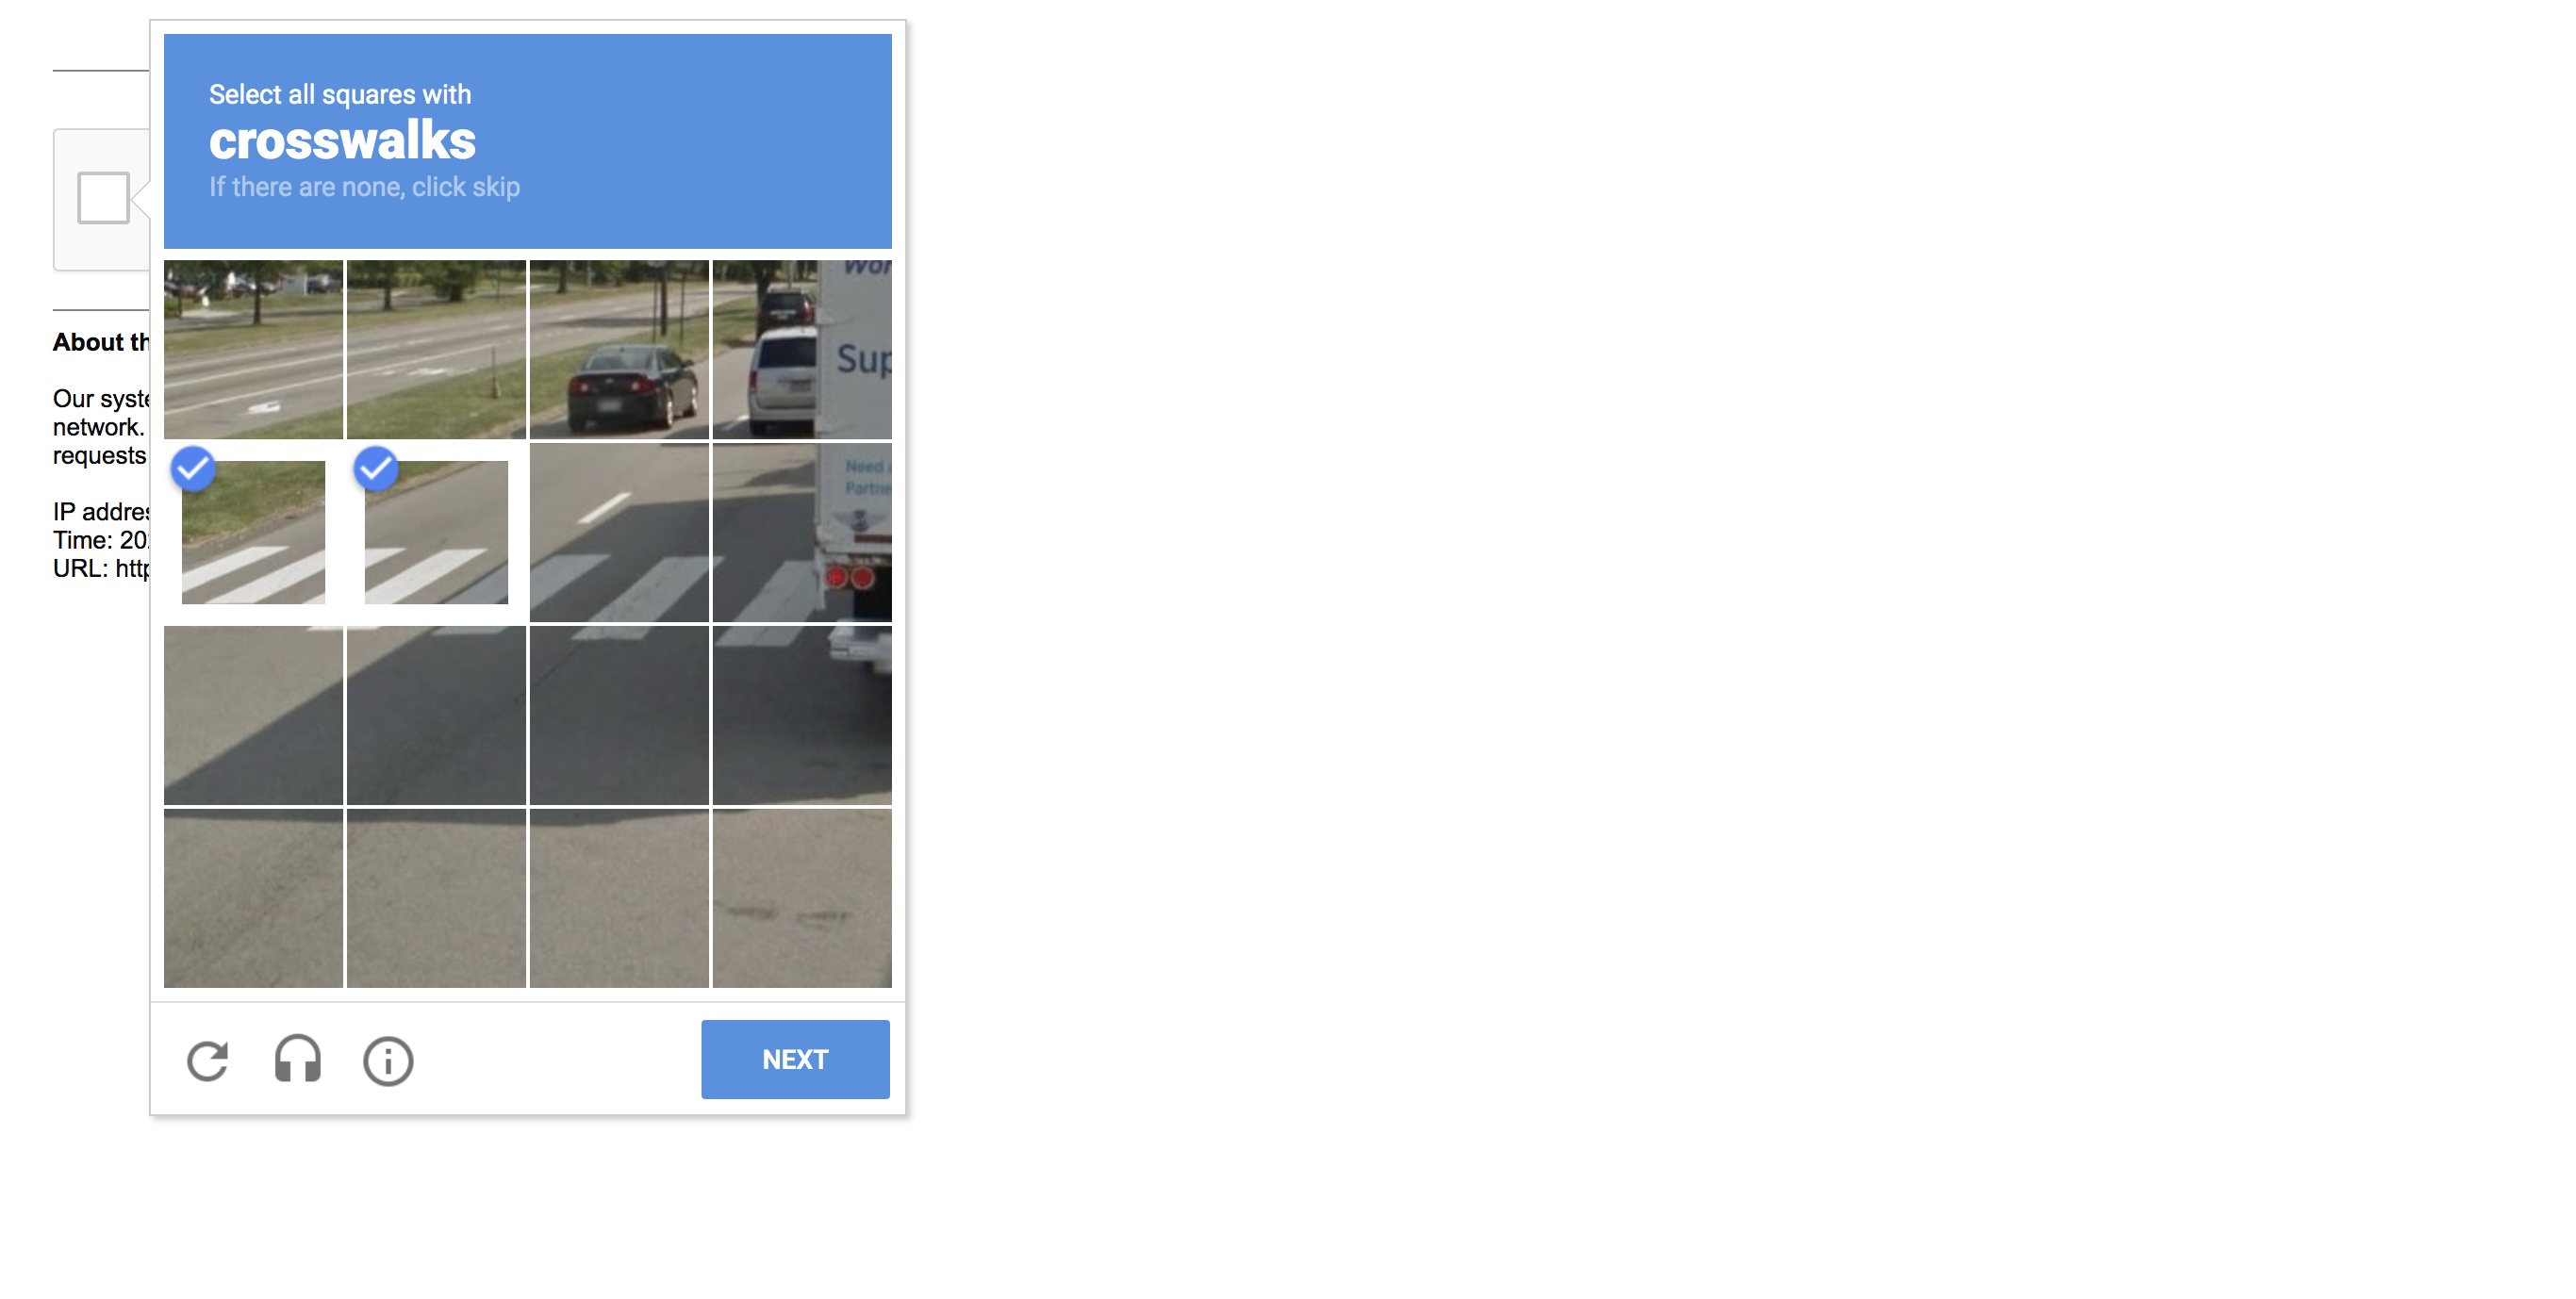 Select all squares with
crosswalks
If there are none, click skip
About th
Our syste
network.
requests
IP addres
Time: 20
URL: http
Wor
Sup
Need
Partne
NEXT